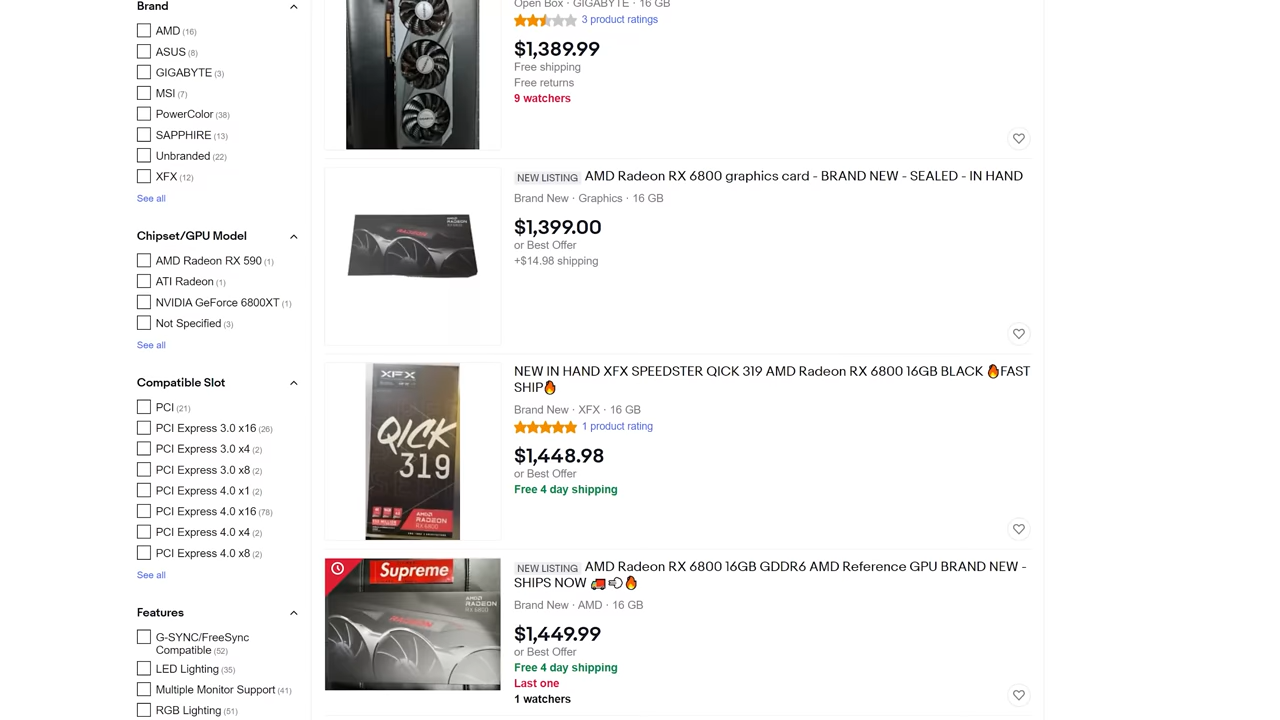 Brand
AMD (16)
ASUS (8)
GIGABYTE (3)
MSI (7)
PowerColor (38)
SAPPHIRE (13)
Unbranded (22)
XFX (12)
See all
Chipset/GPU Model
AMD Radeon RX 590 (1)
ATI Radeon (1)
NVIDIA GeForce 6800XT (1)
Not Specified (3)
See all
Compatible Slot
PCI (21)
PCI Express 3.0 x16 (26)
PCI Express 3.0 x4 (2)
PCI Express 3.0 x8 (2)
PCI Express 4.0 x1 (2)
PCI Express 4.0 x16 (78)
PCI Express 4.0 x4 (2)
PCI Express 4.0 x8 (2)
See all
Features
G-SYNC/FreeSync
Compatible (52)
LED Lighting (35)
Multiple Monitor Support (41)
RGB Lighting (51)
Open Box · GIGABYTE · 16 GB
3 product ratings
$1,389.99
Free shipping
Free returns
9 watchers
NEW LISTING AMD Radeon RX 6800 graphics card - BRAND NEW - SEALED - IN HAND
Brand New · Graphics · 16 GB
$1,399.00
or Best Offer
+$14.98 shipping
XFX
QICK
319
AMD
RADEON
RX 6800
NEW IN HAND XFX SPEEDSTER QICK 319 AMD Radeon RX 6800 16GB BLACK 🔥FAST
SHIP🔥
Brand New · XFX · 16 GB
1 product rating
$1,448.98
or Best Offer
Free 4 day shipping
Supreme
AMD
RADEON
RX 6800
RADEON
NEW LISTING AMD Radeon RX 6800 16GB GDDR6 AMD Reference GPU BRAND NEW -
SHIPS NOW 🚚💨🔥
Brand New · AMD · 16 GB
$1,449.99
or Best Offer
Free 4 day shipping
Last one
1 watchers